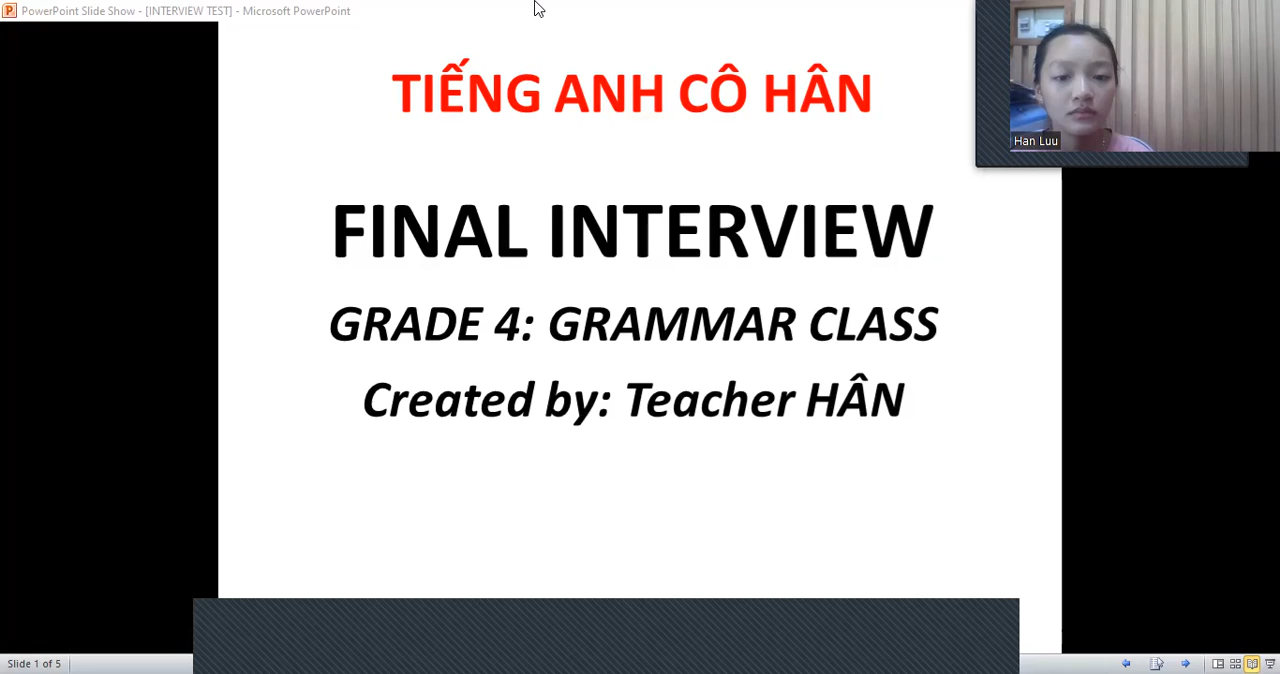 PowerPoint Slide Show - [INTERVIEW TEST] - Microsoft PowerPoint
TIẾNG ANH CÔ HÂN
Han Luu
FINAL INTERVIEW
GRADE 4: GRAMMAR CLASS
Created by: Teacher HÂN
Slide 1 of 5